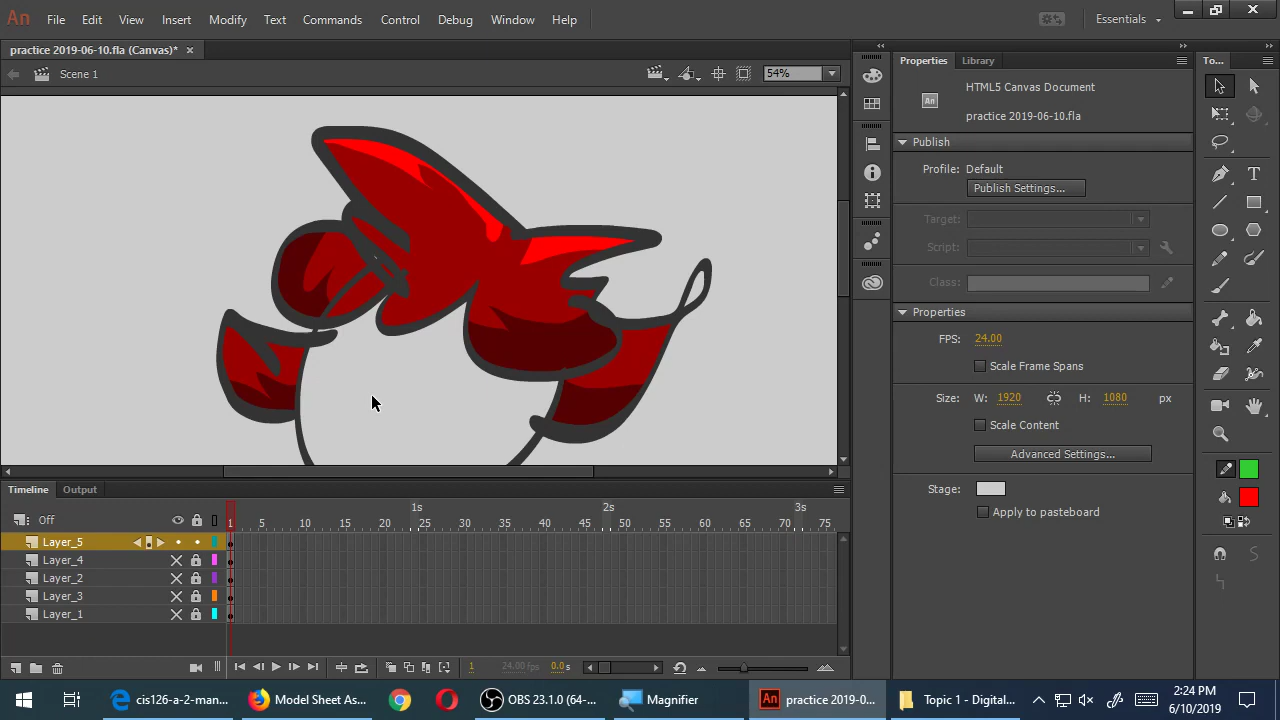 An File Edit View Insert Modify Text Commands Control Debug Window Help Essentials
practice 2019-06-10.fla (Canvas)* ×
Scene 1 54%
Properties Library To...
HTML5 Canvas Document
An practice 2019-06-10.fla
Publish
Profile: Default
Publish Settings...
Target:
Script:
Class:
Properties
FPS: 24.00
Scale Frame Spans
Size: W: 1920 H: 1080 px
Scale Content
Advanced Settings...
Stage:
Apply to pasteboard
Timeline Output
1s 2s 3s
Off 1 5 10 15 20 25 30 35 40 45 50 55 60 65 70 75
Layer_5
Layer_4
Layer_2
Layer_3
Layer_1
1 24.00 fps 0.0 s
cis126-a-2-man... Model Sheet As... OBS 23.1.0 (64-... Magnifier An practice 2019-0... Topic 1 - Digital... 2:24 PM
6/10/2019